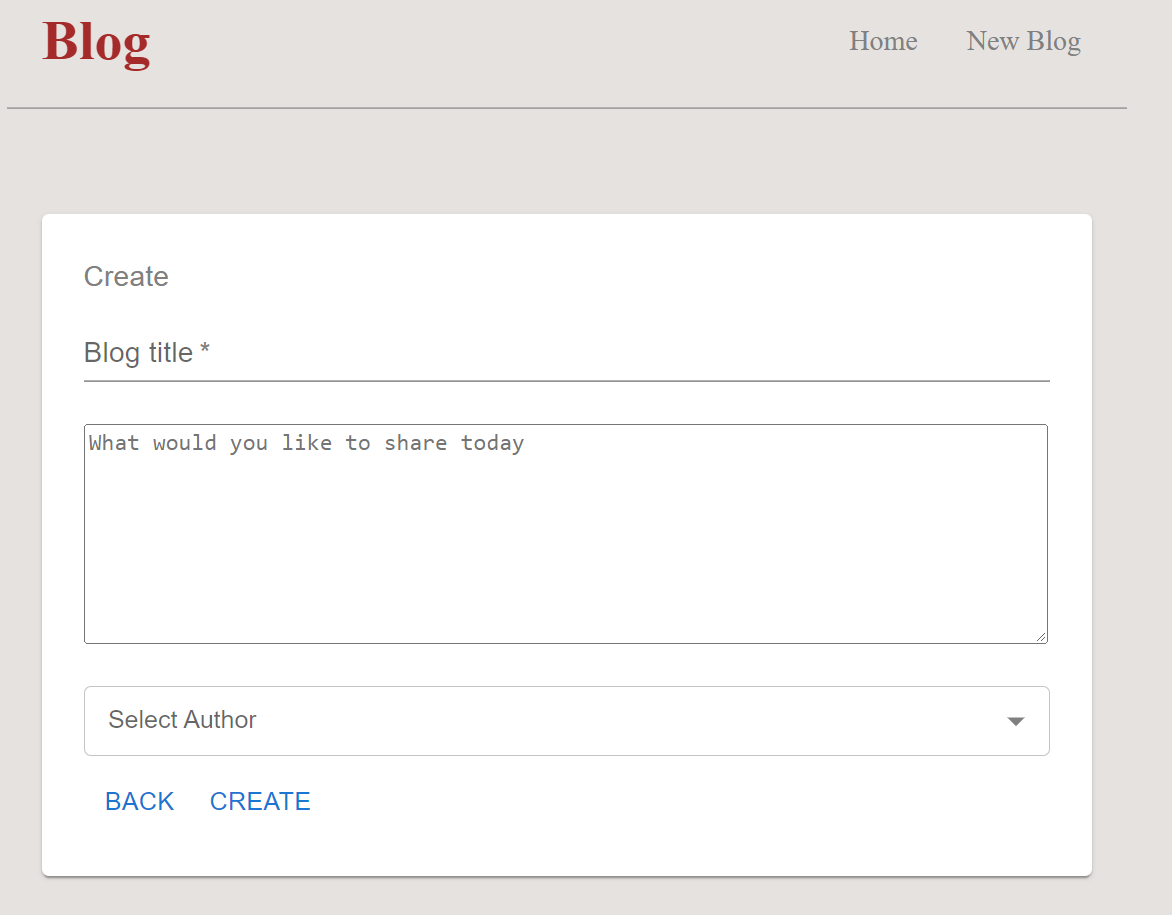 Blog
Home New Blog
Create
Blog title *
What would you like to share today
Select Author
BACK CREATE